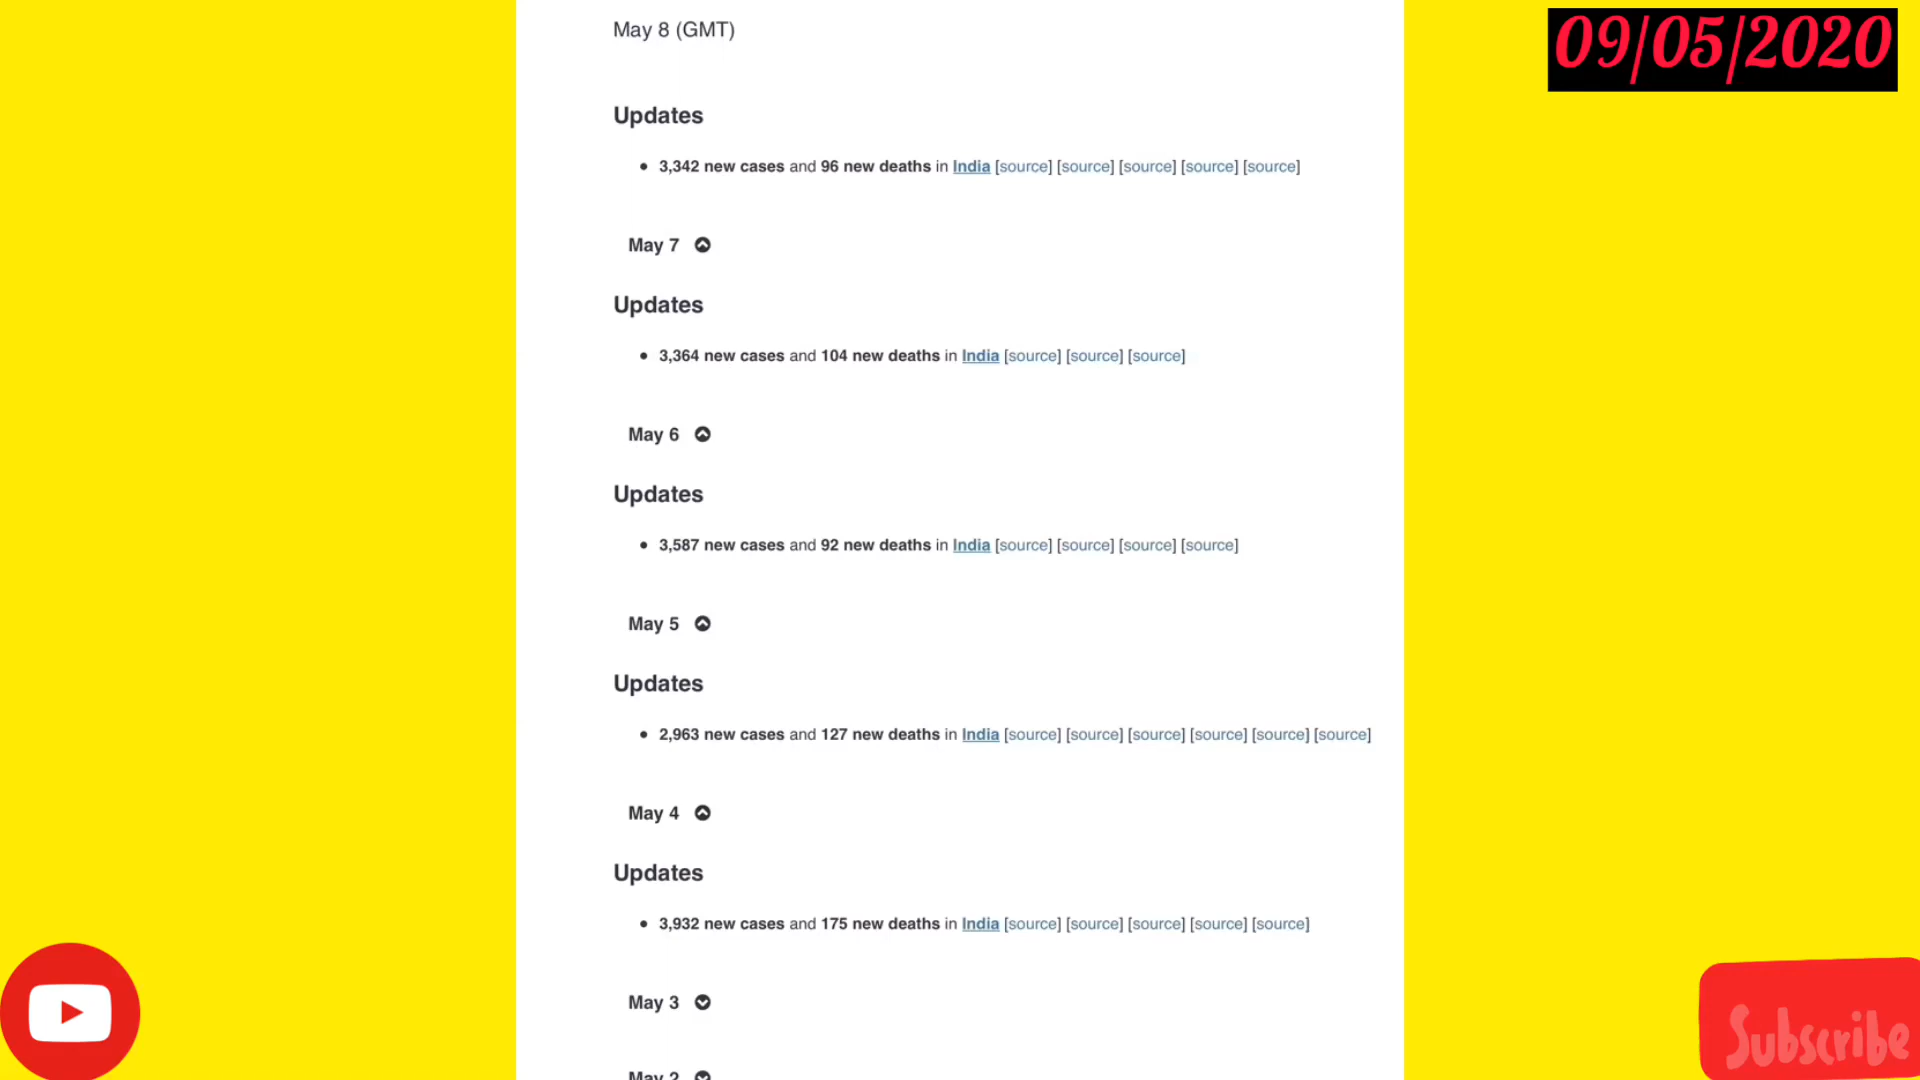 09/05/2020
May 8 (GMT)
Updates
• 3,342 new cases and 96 new deaths in India [source] [source] [source] [source] [source]
May 7
Updates
• 3,364 new cases and 104 new deaths in India [source] [source] [source]
May 6
Updates
• 3,587 new cases and 92 new deaths in India [source] [source] [source] [source]
May 5
Updates
• 2,963 new cases and 127 new deaths in India [source] [source] [source] [source] [source] [source]
May 4
Updates
• 3,932 new cases and 175 new deaths in India [source] [source] [source] [source] [source]
May 3
May 2
Subscribe